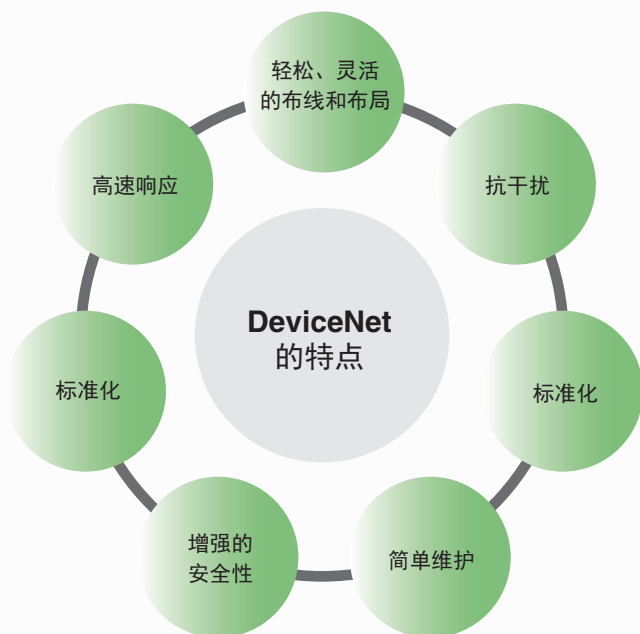 轻松、灵活
的布线和布局
高速响应
抗干扰
DeviceNet
的特点
标准化
标准化
增强的
安全性
简单维护